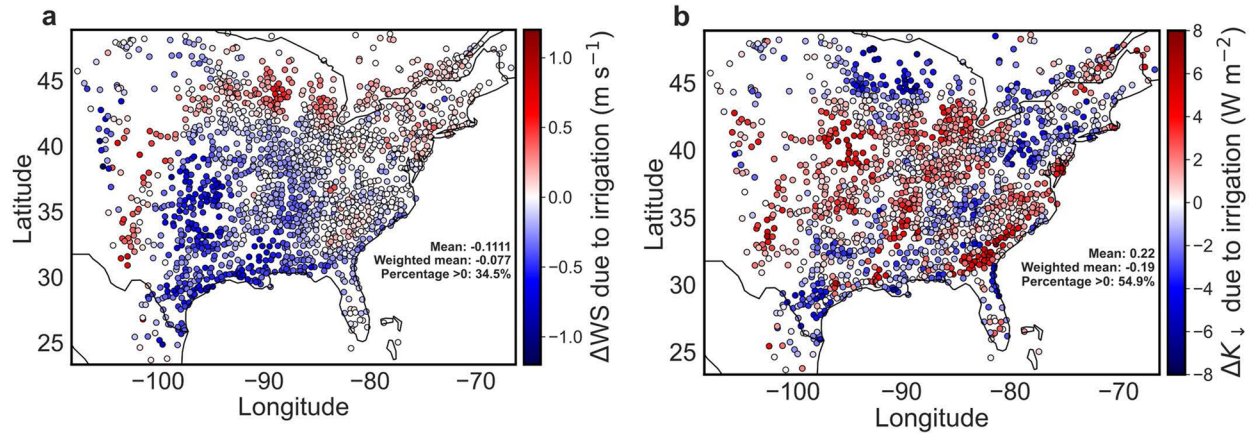 a
45
40
35
30
25
Latitude
−100
−90
−80
−70
Longitude
Mean: -0.1111
Weighted mean: -0.077
Percentage >0: 34.5%
1.0
0.5
0.0
−0.5
−1.0
ΔWS due to irrigation (m s⁻¹)
b
45
40
35
30
25
Latitude
−100
−90
−80
−70
Longitude
Mean: 0.22
Weighted mean: -0.19
Percentage >0: 54.9%
8
6
4
2
0
−2
−4
−6
−8
ΔK↓ due to irrigation (W m⁻²)